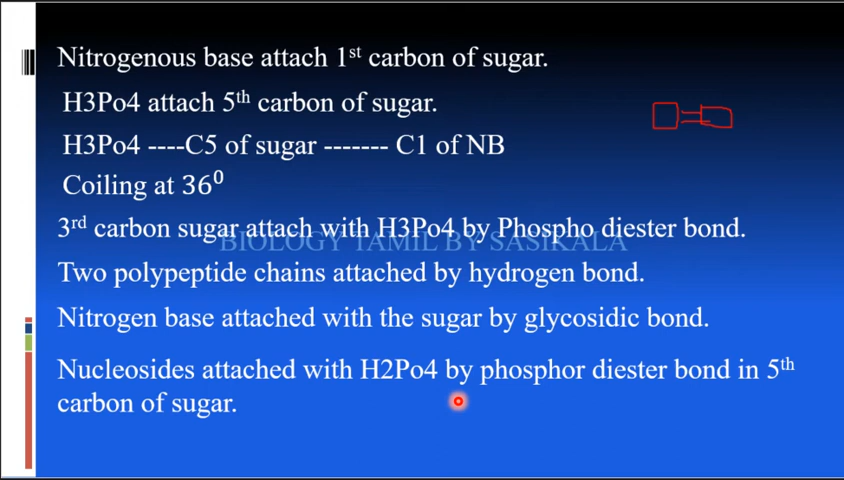 Nitrogenous base attach 1st carbon of sugar.
H3Po4 attach 5th carbon of sugar.
H3Po4 ----C5 of sugar ------- C1 of NB
Coiling at 36⁰
3rd carbon sugar attach with H3Po4 by Phospho diester bond.
BIOLOGY TAMIL BY SASIKALA
Two polypeptide chains attached by hydrogen bond.
Nitrogen base attached with the sugar by glycosidic bond.
Nucleosides attached with H2Po4 by phosphor diester bond in 5th
carbon of sugar.